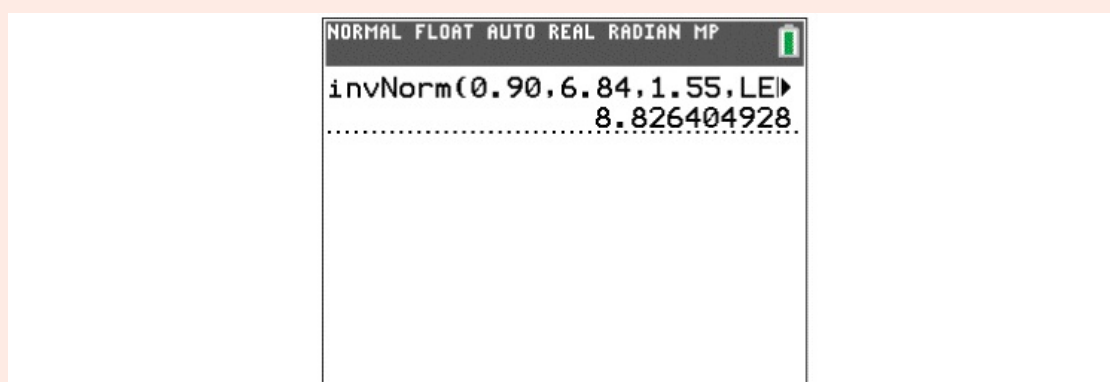 NORMAL FLOAT AUTO REAL RADIAN MP
invNorm(0.90,6.84,1.55,LE
8.826404928